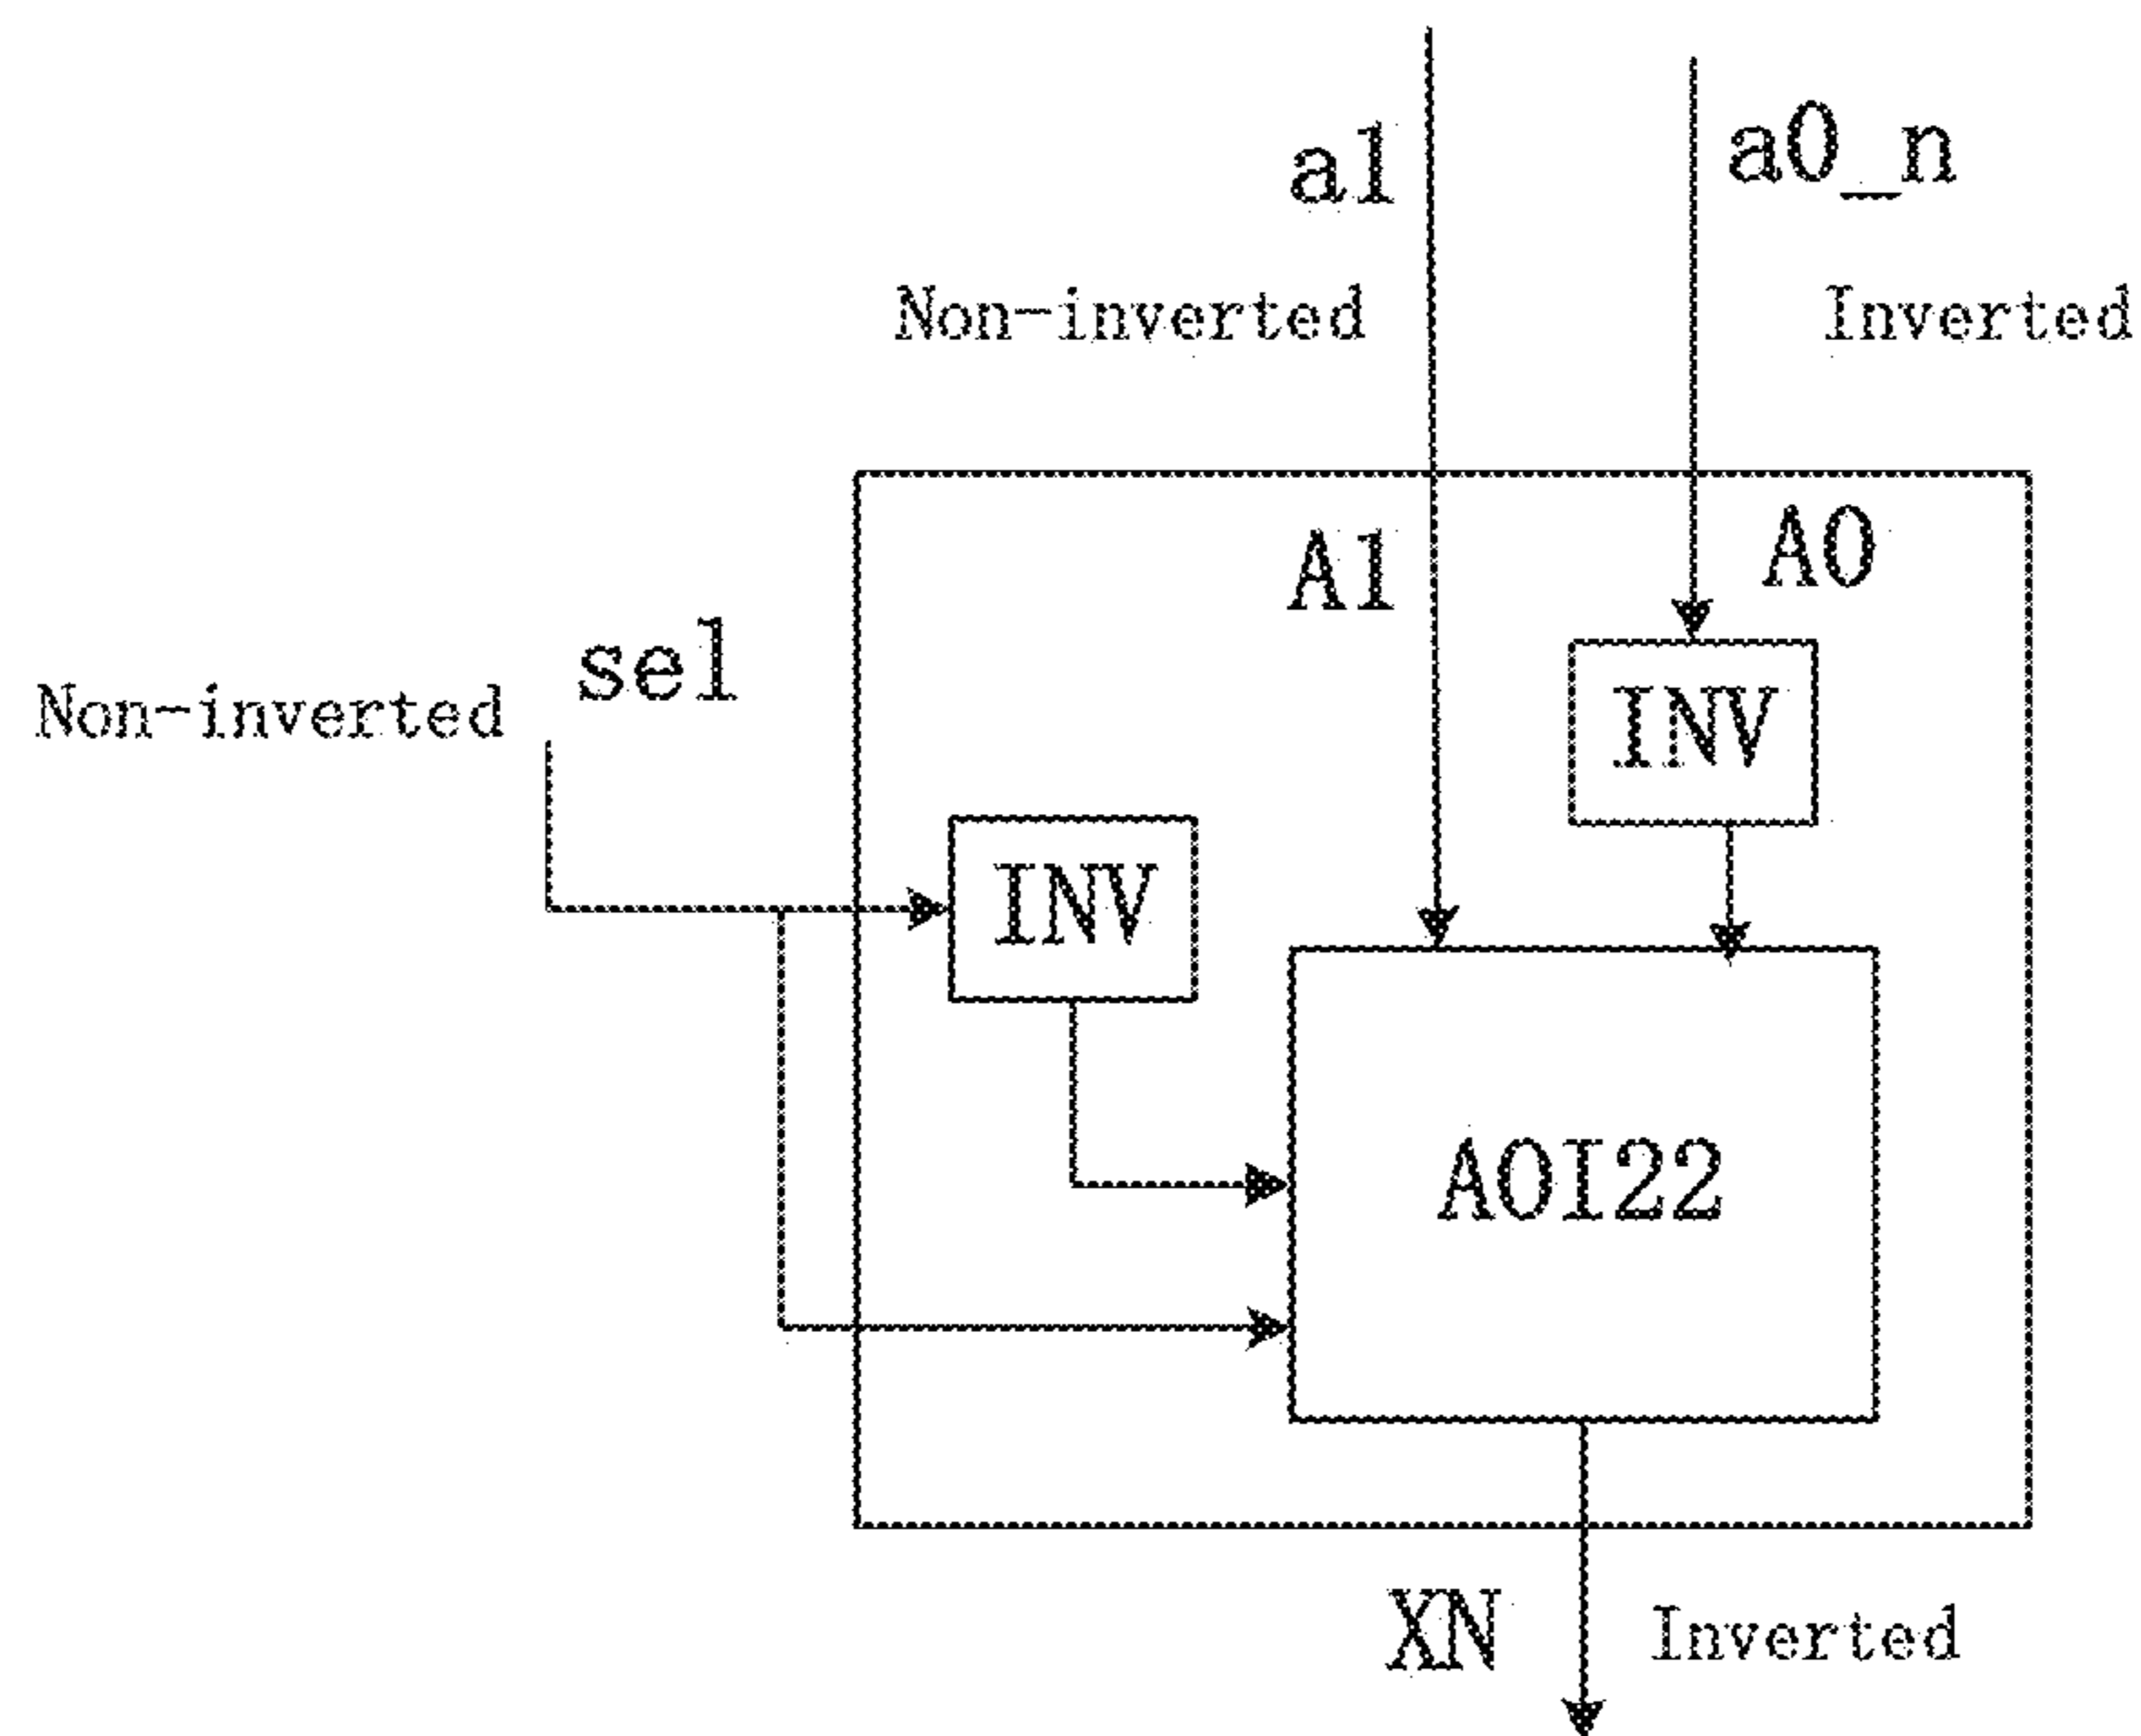 a1
a0_n
Non-inverted
Inverted
A1
A0
sel
Non-inverted
INV
INV
AOI22
XN
Inverted